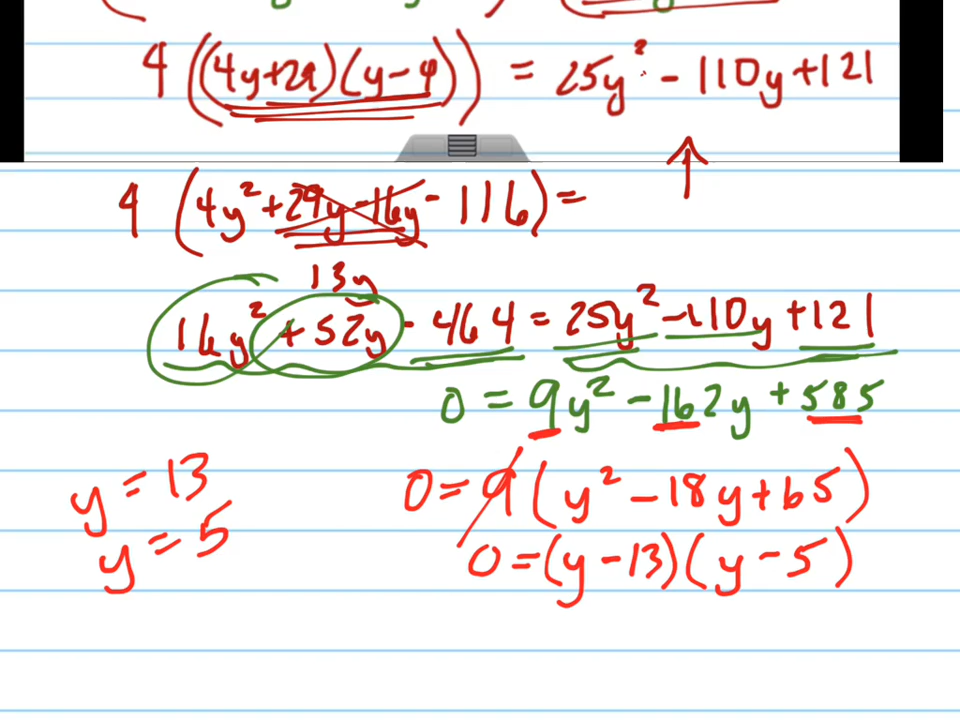 4((4y+29)(y-4)) = 25y² - 110y + 121
4(4y² + 29y - 16y - 116) =
13y
16y² + 52y - 464 = 25y² - 110y + 121
0 = 9y² - 162y + 585
y = 13
0 = 9(y² - 18y + 65)
y = 5
0 = (y - 13)(y - 5)